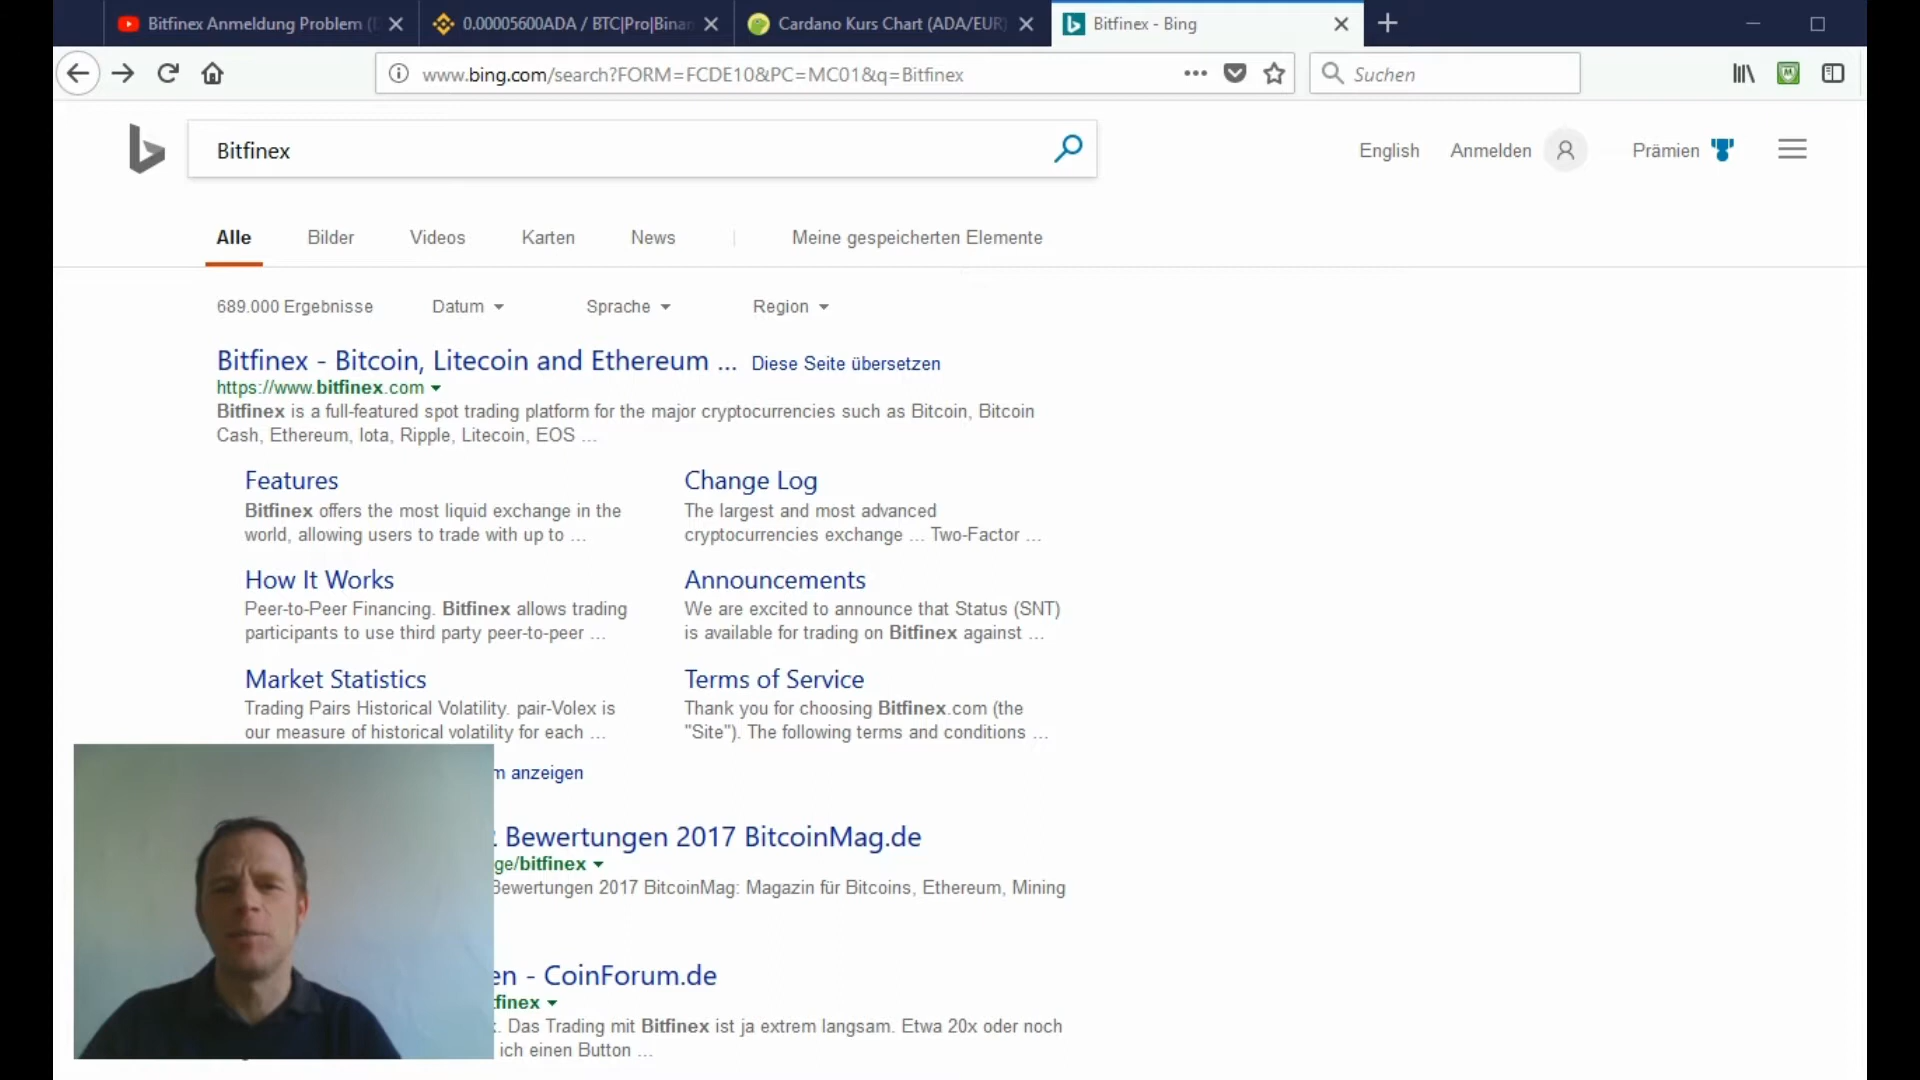 Bitfinex Anmeldung Problem (
0.00005600ADA / BTC|Pro|Binan
Cardano Kurs Chart (ADA/EUR)
Bitfinex - Bing
www.bing.com/search?FORM=FCDE10&PC=MC01&q=Bitfinex
Suchen
Bitfinex
English
Anmelden
Prämien
Alle
Bilder
Videos
Karten
News
Meine gespeicherten Elemente
689.000 Ergebnisse
Datum
Sprache
Region
Bitfinex - Bitcoin, Litecoin and Ethereum ... Diese Seite übersetzen
https://www.bitfinex.com
Bitfinex is a full-featured spot trading platform for the major cryptocurrencies such as Bitcoin, Bitcoin
Cash, Ethereum, Iota, Ripple, Litecoin, EOS ...
Features
Bitfinex offers the most liquid exchange in the
world, allowing users to trade with up to ...
Change Log
The largest and most advanced
cryptocurrencies exchange ... Two-Factor ...
How It Works
Peer-to-Peer Financing. Bitfinex allows trading
participants to use third party peer-to-peer ...
Announcements
We are excited to announce that Status (SNT)
is available for trading on Bitfinex against ...
Market Statistics
Trading Pairs Historical Volatility. pair-Volex is
our measure of historical volatility for each ...
Terms of Service
Thank you for choosing Bitfinex.com (the
"Site"). The following terms and conditions ...
m anzeigen
Bewertungen 2017 BitcoinMag.de
ge/bitfinex
Bewertungen 2017 BitcoinMag: Magazin für Bitcoins, Ethereum, Mining
en - CoinForum.de
tfinex
. Das Trading mit Bitfinex ist ja extrem langsam. Etwa 20x oder noch
ich einen Button ...